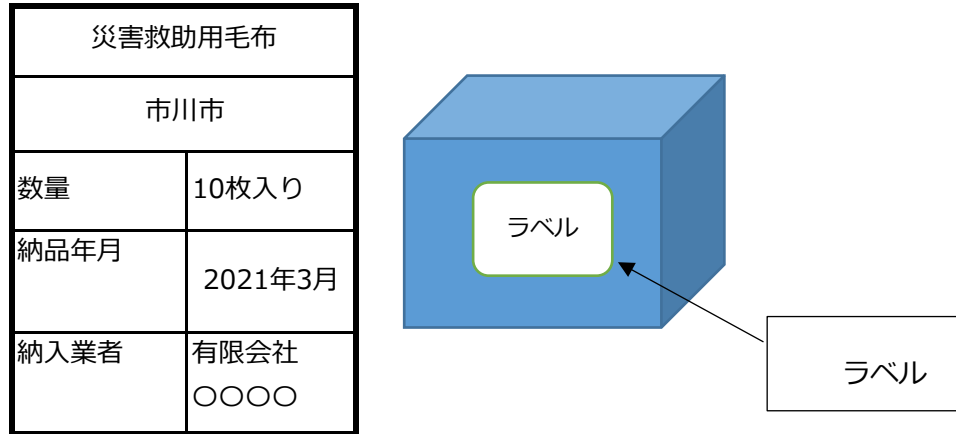 災害救助用毛布
市川市
数量 10枚入り
納品年月 2021年3月
納入業者 有限会社
〇〇〇〇
ラベル
ラベル